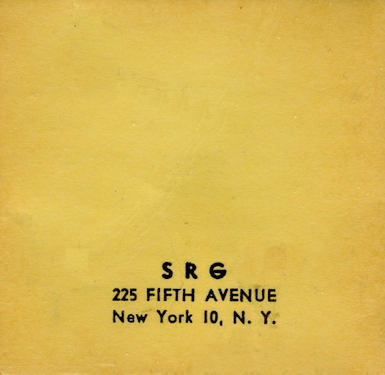 S R G
225 FIFTH AVENUE
New York 10, N. Y.